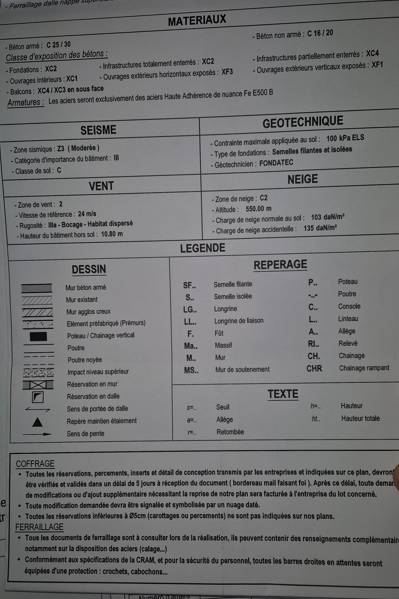 - Ferraillage dalle nappe
MATERIAUX
- Béton armé : C 25 / 30
- Béton non armé : C 16 / 20
Classe d'exposition des bétons :
- Fondations : XC2
- Infrastructures totalement enterrés : XC2
- Infrastructures partiellement enterrés : XC4
- Ouvrages intérieurs : XC1
- Ouvrages extérieurs horizontaux exposés : XF3
- Ouvrages extérieurs verticaux exposés : XF1
- Balcons : XC4 / XC3 en sous face
Armatures : Les aciers seront exclusivement des aciers Haute Adhérence de nuance Fe E500 B
SEISME
- Zone sismique : Z3 ( Moderée )
- Catégorie d'importance du bâtiment : III
- Classe de sol : C
GEOTECHNIQUE
- Contrainte maximale appliquée au sol : 100 kPa ELS
- Type de fondations : Semelles filantes et isolées
- Géotechnicien : FONDATEC
VENT
- Zone de vent : 2
- Vitesse de référence : 24 m/s
- Rugosité : IIIa - Bocage - Habitat dispersé
- Hauteur du bâtiment hors sol : 10.80 m
NEIGE
- Zone de neige : C2
- Altitude : 550.00 m
- Charge de neige normale au sol : 103 daN/m²
- Charge de neige accidentelle : 135 daN/m²
LEGENDE
DESSIN
Mur béton armé
Mur existant
Mur agglos creux
Elément préfabriqué (Prémurs)
Poteau / Chainage vertical
Poutre
Poutre noyée
Impact niveau supérieur
Réservation en mur
Réservation en dalle
Sens de portée de dalle
Repère maintien étaiement
Sens de pente
REPERAGE
SF.. Semelle filante
S.. Semelle isolée
LG.. Longrine
LL.. Longrine de liaison
F. Fût
Ma.. Massif
M.. Mur
MS.. Mur de soutenement
P.. Poteau
-.- Poutre
C.. Console
L.. Linteau
A.. Allège
RI.. Relevé
CH. Chainage
CHR Chainage rampant
TEXTE
s=.. Seuil
h=.. Hauteur
a=.. Allège
ht.. Hauteur totale
r=.. Retombée
COFFRAGE
• Toutes les réservations, percements, inserts et détail de conception transmis par les entreprises et indiquées sur ce plan, devron
être vérifiés et validés dans un délai de 5 jours à réception du document ( bordereau mail faisant foi ). Après ce délai, toute deman
de modifications ou d'ajout supplémentaire nécessitant la reprise de notre plan sera facturée à l'entreprise du lot concerné.
• Toute modification demandée devra être signalée et symbolisée par un nuage daté.
• Toutes les réservations inférieures à Ø5cm (carottages ou percements) ne sont pas indiquées sur nos plans.
FERRAILLAGE
• Tous les documents de ferraillage sont à consulter lors de la réalisation, ils peuvent contenir des renseignements complémentaire
notamment sur la disposition des aciers (calage...)
• Conformément aux spécifications de la CRAM, et pour la sécurité du personnel, toutes les barres droites en attentes seront
équipées d'une protection : crochets, cabochons...